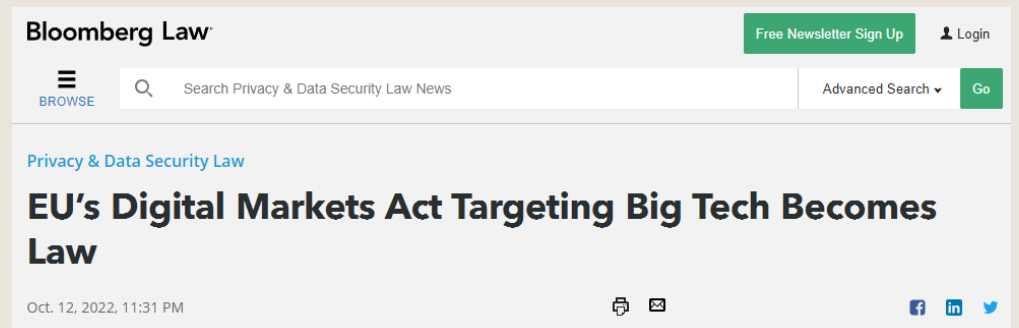 Bloomberg Law
Free Newsletter Sign Up
Login
BROWSE
Search Privacy & Data Security Law News
Advanced Search
Go
Privacy & Data Security Law
EU's Digital Markets Act Targeting Big Tech Becomes
Law
Oct. 12, 2022, 11:31 PM